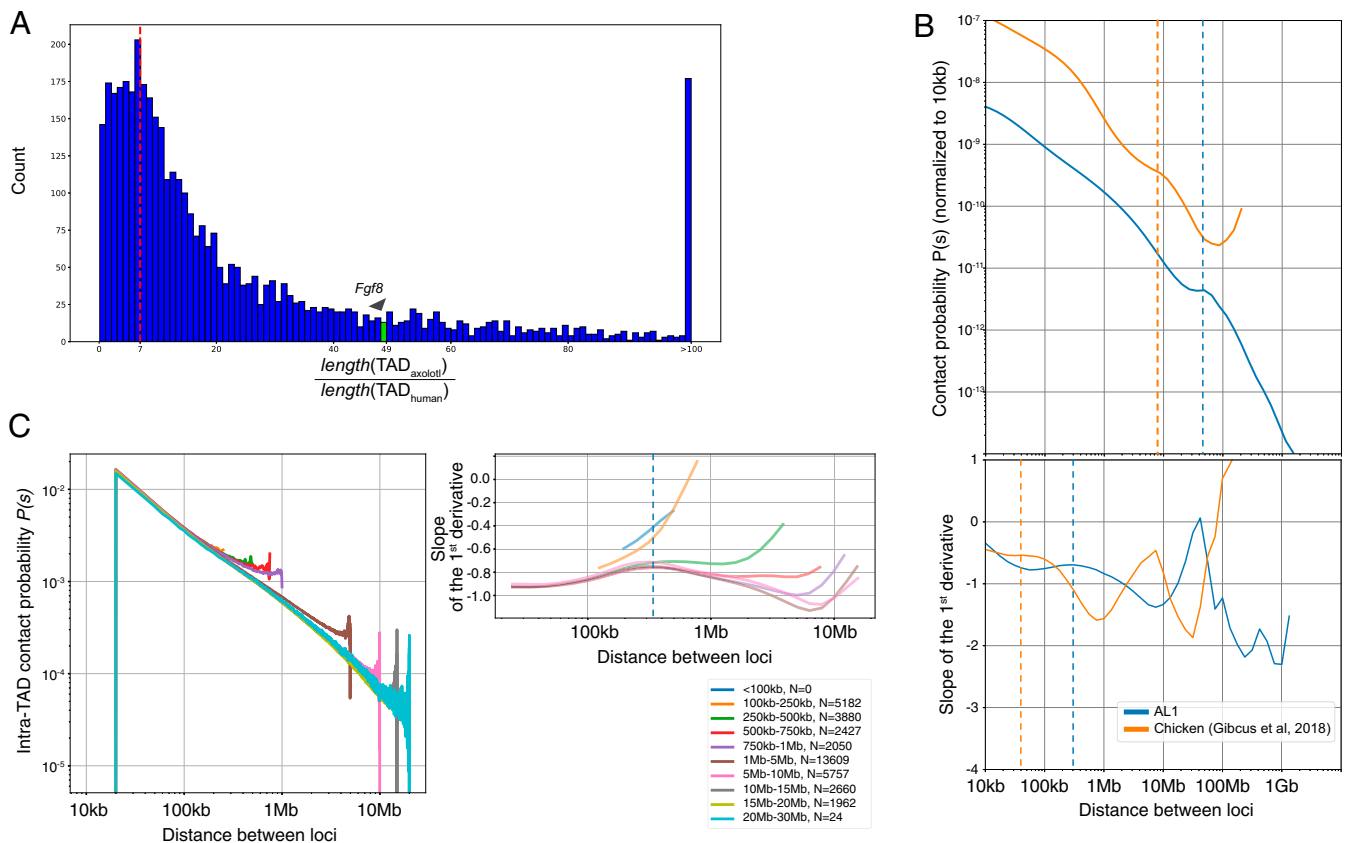 A
200
175
150
125
100
75
50
25
0
Count
Fgf8
0 7 20 40 49 60 80 >100
length(TADaxolotl)
length(TADhuman)
B
10-7
10-8
10-9
10-10
10-11
10-12
10-13
Contact probability P(s) (normalized to 10kb)
1
0
-1
-2
-3
-4
Slope of the 1st derivative
AL1
Chicken (Gibcus et al, 2018)
10kb 100kb 1Mb 10Mb 100Mb 1Gb
Distance between loci
C
10-2
10-3
10-4
10-5
Intra-TAD contact probability P(s)
10kb 100kb 1Mb 10Mb
Distance between loci
0.0
-0.2
-0.4
-0.6
-0.8
-1.0
Slope
of the 1st derivative
100kb 1Mb 10Mb
Distance between loci
<100kb, N=0
100kb-250kb, N=5182
250kb-500kb, N=3880
500kb-750kb, N=2427
750kb-1Mb, N=2050
1Mb-5Mb, N=13609
5Mb-10Mb, N=5757
10Mb-15Mb, N=2660
15Mb-20Mb, N=1962
20Mb-30Mb, N=24